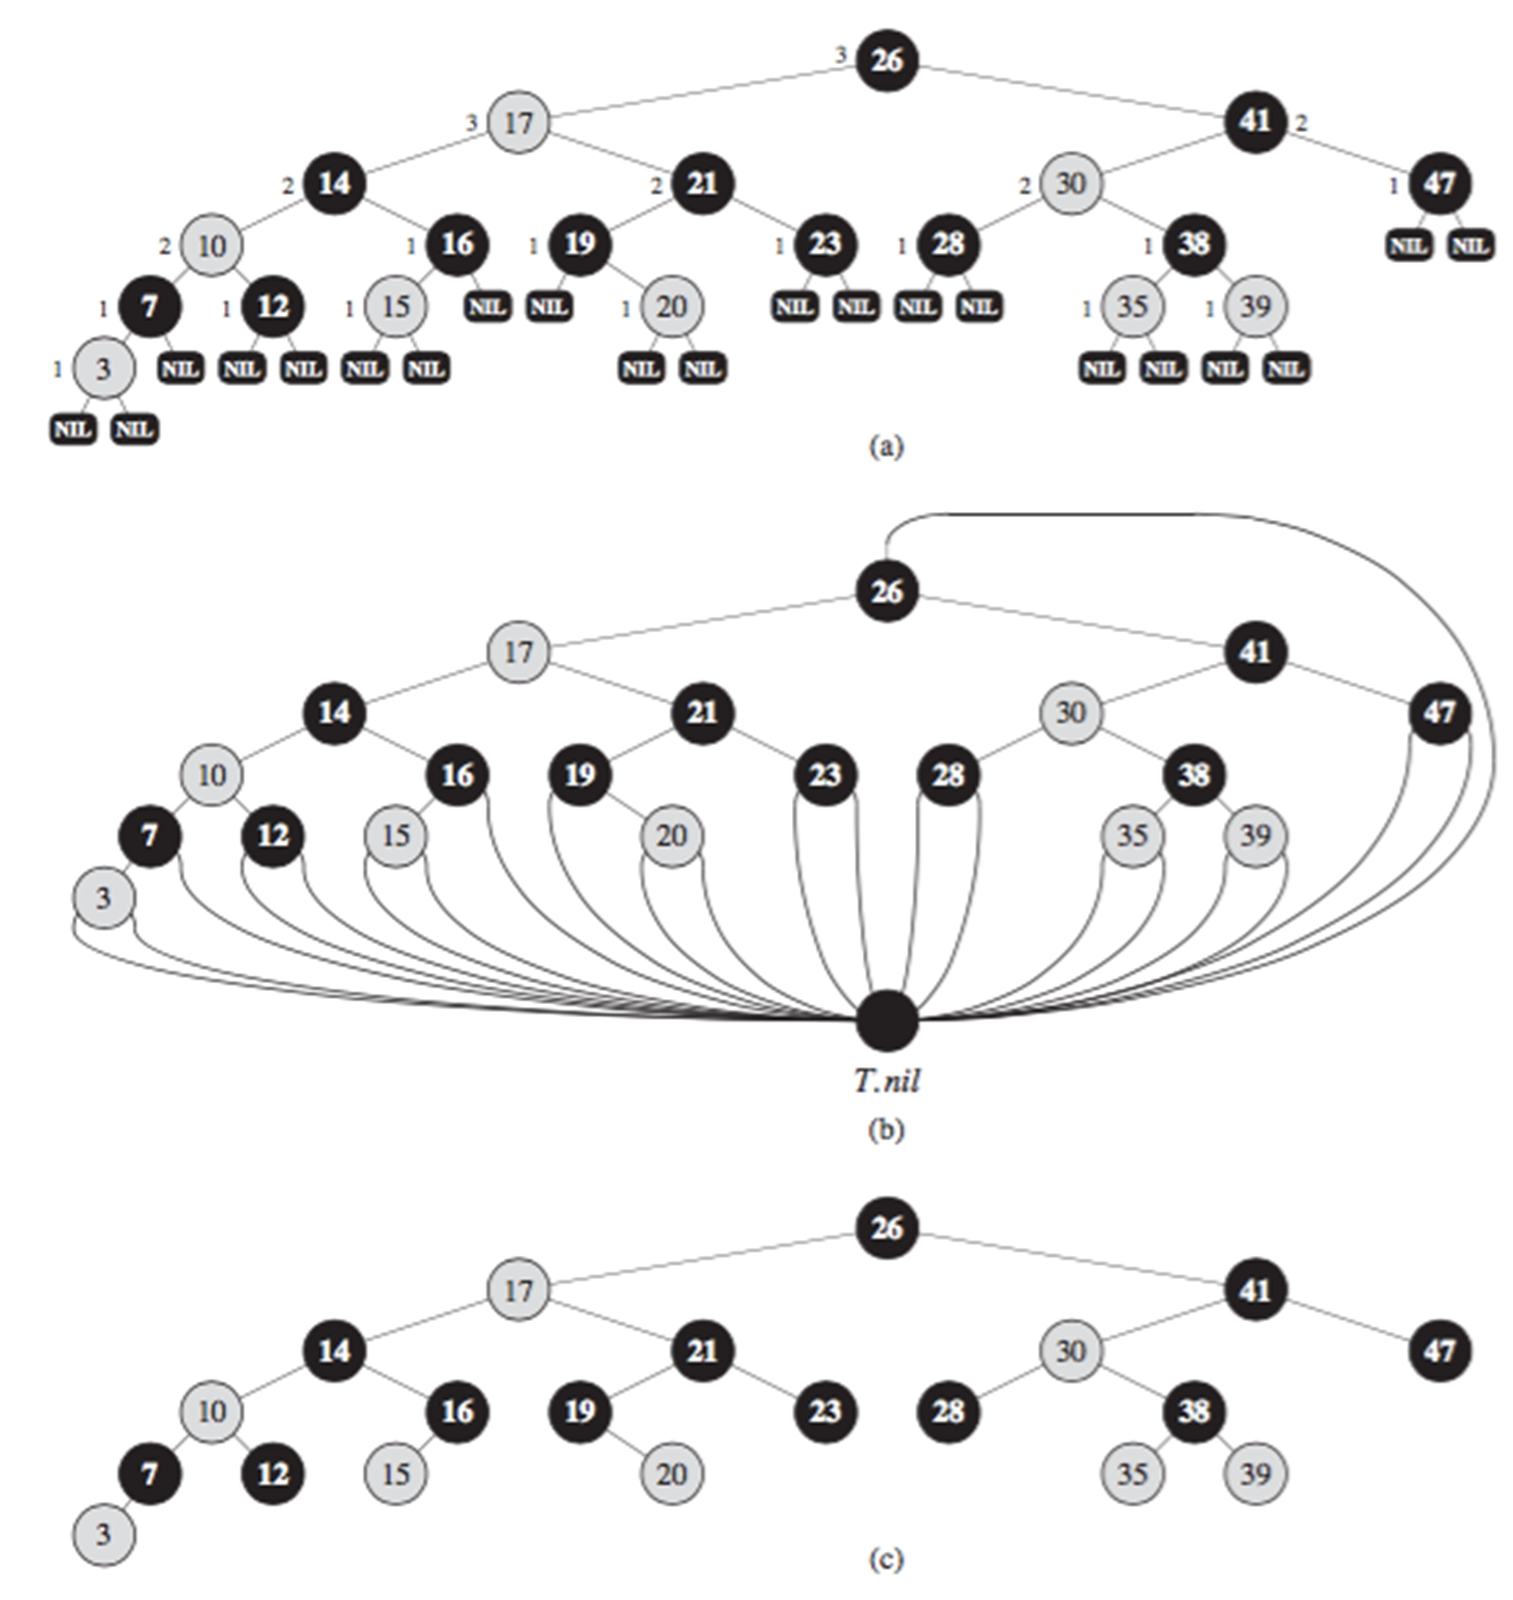 3 26
3 17 41 2
2 14 2 21 2 30 1 47
2 10 1 16 1 19 1 23 1 28 1 38 NIL NIL
1 7 1 12 1 15 NIL NIL 1 20 NIL NIL NIL NIL 1 35 1 39
1 3 NIL NIL NIL NIL NIL NIL NIL NIL NIL NIL NIL
NIL NIL
(a)
26
17 41
14 21 30 47
10 16 19 23 28 38
7 12 15 20 35 39
3
T.nil
(b)
26
17 41
14 21 30 47
10 16 19 23 28 38
7 12 15 20 35 39
3
(c)